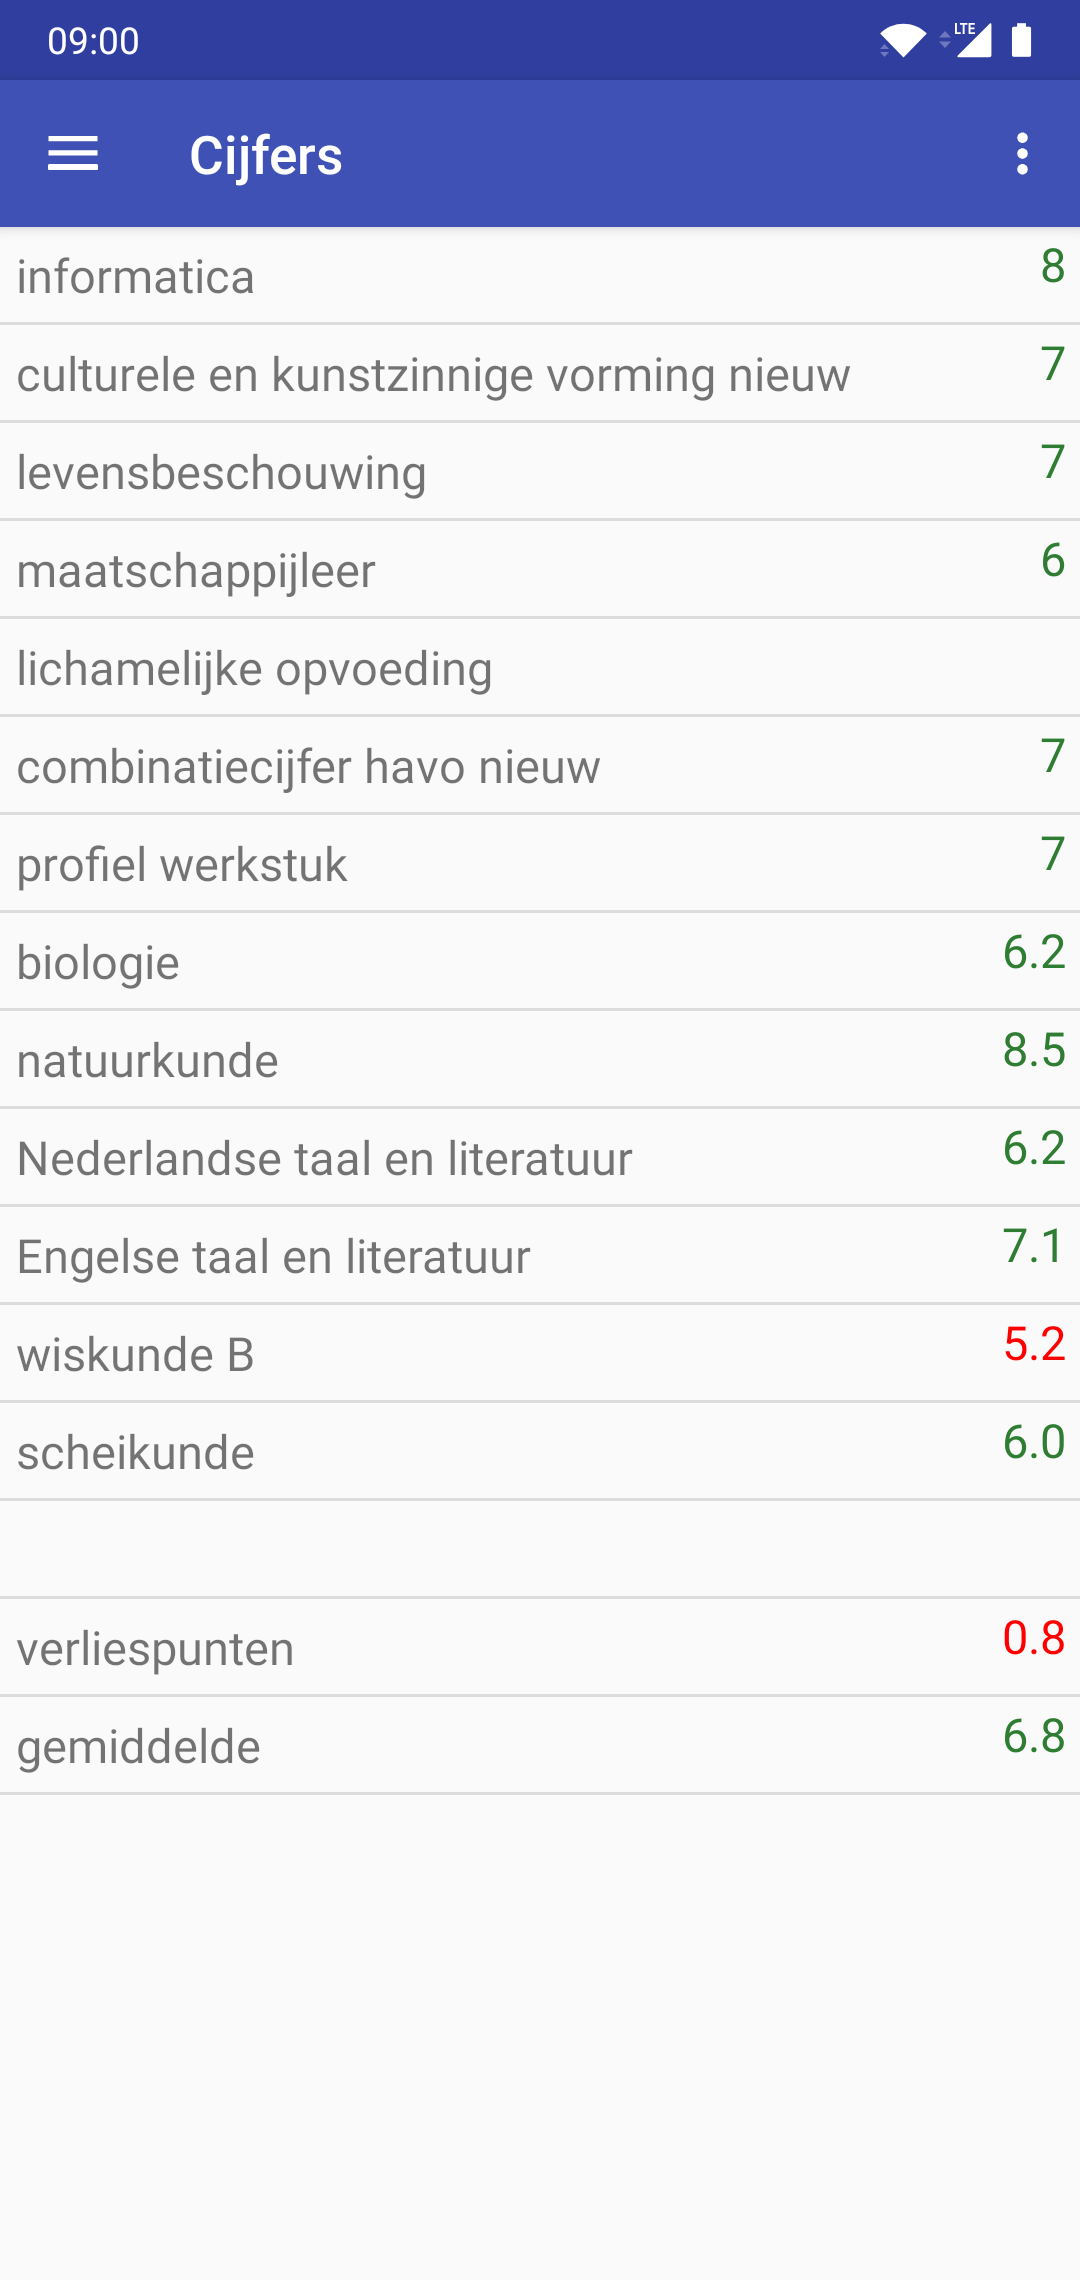 09:00
LTE
Cijfers
informatica 8
culturele en kunstzinnige vorming nieuw 7
levensbeschouwing 7
maatschappijleer 6
lichamelijke opvoeding
combinatiecijfer havo nieuw 7
profiel werkstuk 7
biologie 6.2
natuurkunde 8.5
Nederlandse taal en literatuur 6.2
Engelse taal en literatuur 7.1
wiskunde B 5.2
scheikunde 6.0
verliespunten 0.8
gemiddelde 6.8